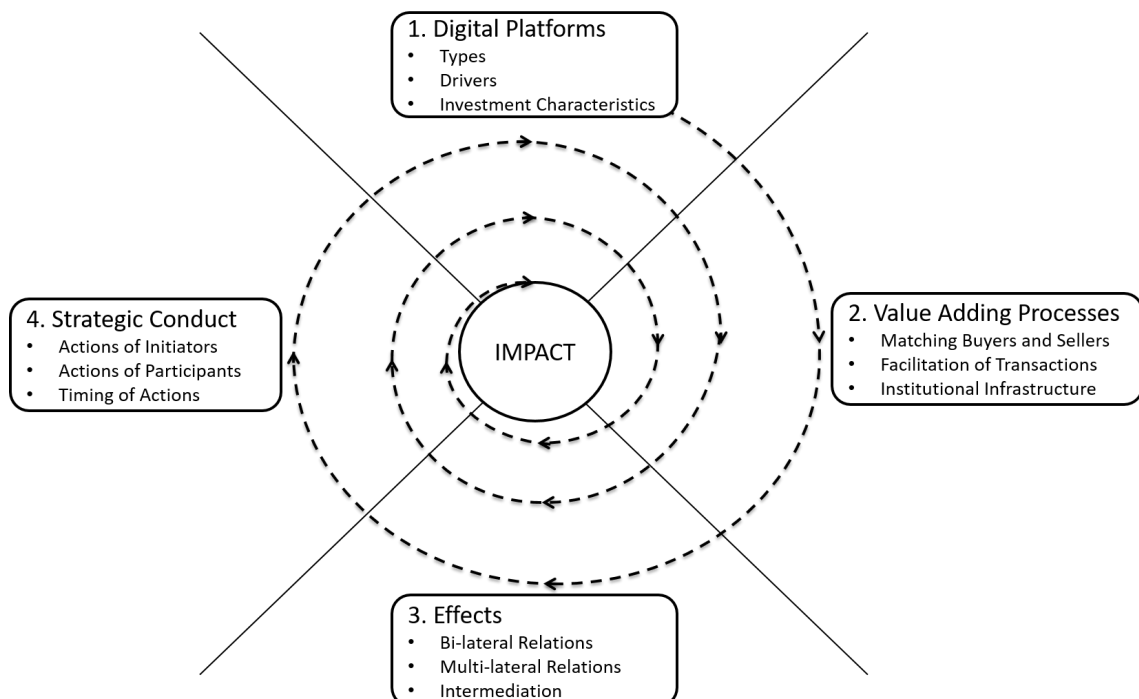 1. Digital Platforms
• Types
• Drivers
• Investment Characteristics
4. Strategic Conduct
• Actions of Initiators
• Actions of Participants
• Timing of Actions
IMPACT
2. Value Adding Processes
• Matching Buyers and Sellers
• Facilitation of Transactions
• Institutional Infrastructure
3. Effects
• Bi-lateral Relations
• Multi-lateral Relations
• Intermediation